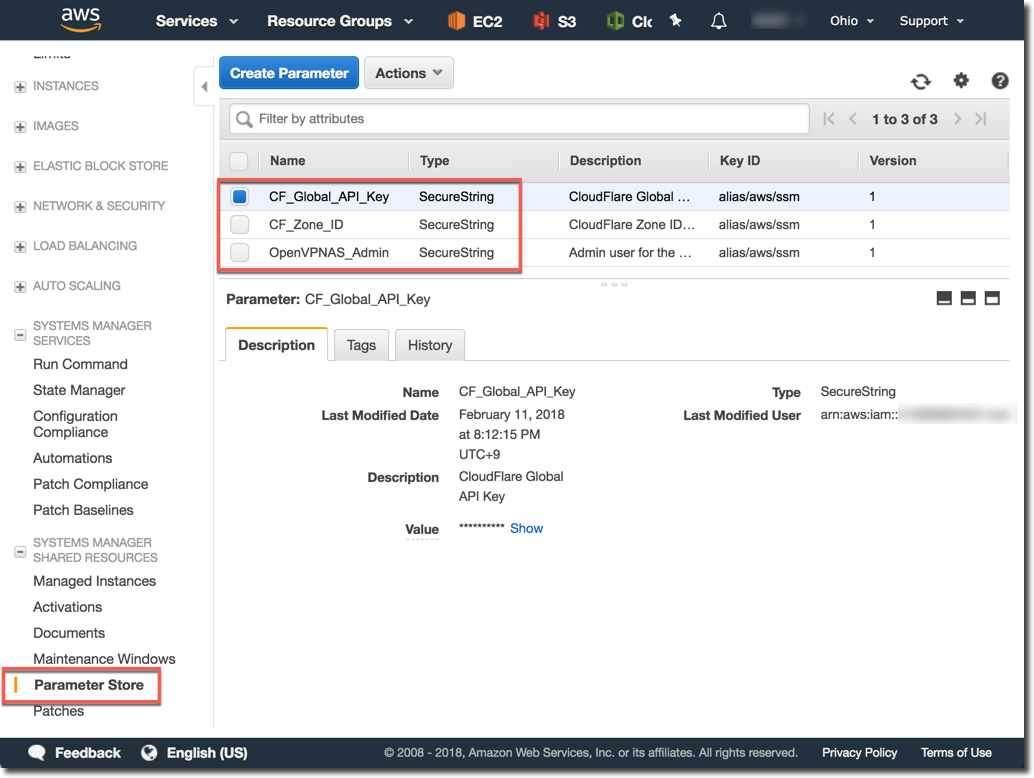 aws Services Resource Groups EC2 S3 Ohio Support
INSTANCES
IMAGES
ELASTIC BLOCK STORE
NETWORK & SECURITY
LOAD BALANCING
AUTO SCALING
SYSTEMS MANAGER
SERVICES
Run Command
State Manager
Configuration
Compliance
Automations
Patch Compliance
Patch Baselines
SYSTEMS MANAGER
SHARED RESOURCES
Managed Instances
Activations
Documents
Maintenance Windows
Parameter Store
Patches
Create Parameter Actions
Filter by attributes 1 to 3 of 3
Name Type Description Key ID Version
CF_Global_API_Key SecureString CloudFlare Global ... alias/aws/ssm 1
CF_Zone_ID SecureString CloudFlare Zone ID... alias/aws/ssm 1
OpenVPNAS_Admin SecureString Admin user for the ... alias/aws/ssm 1
Parameter: CF_Global_API_Key
Description Tags History
Name CF_Global_API_Key Type SecureString
Last Modified Date February 11, 2018 Last Modified User arn:aws:iam::
at 8:12:15 PM
UTC+9
Description CloudFlare Global
API Key
Value ********** Show
Feedback English (US) © 2008 - 2018, Amazon Web Services, Inc. or its affiliates. All rights reserved. Privacy Policy Terms of Use